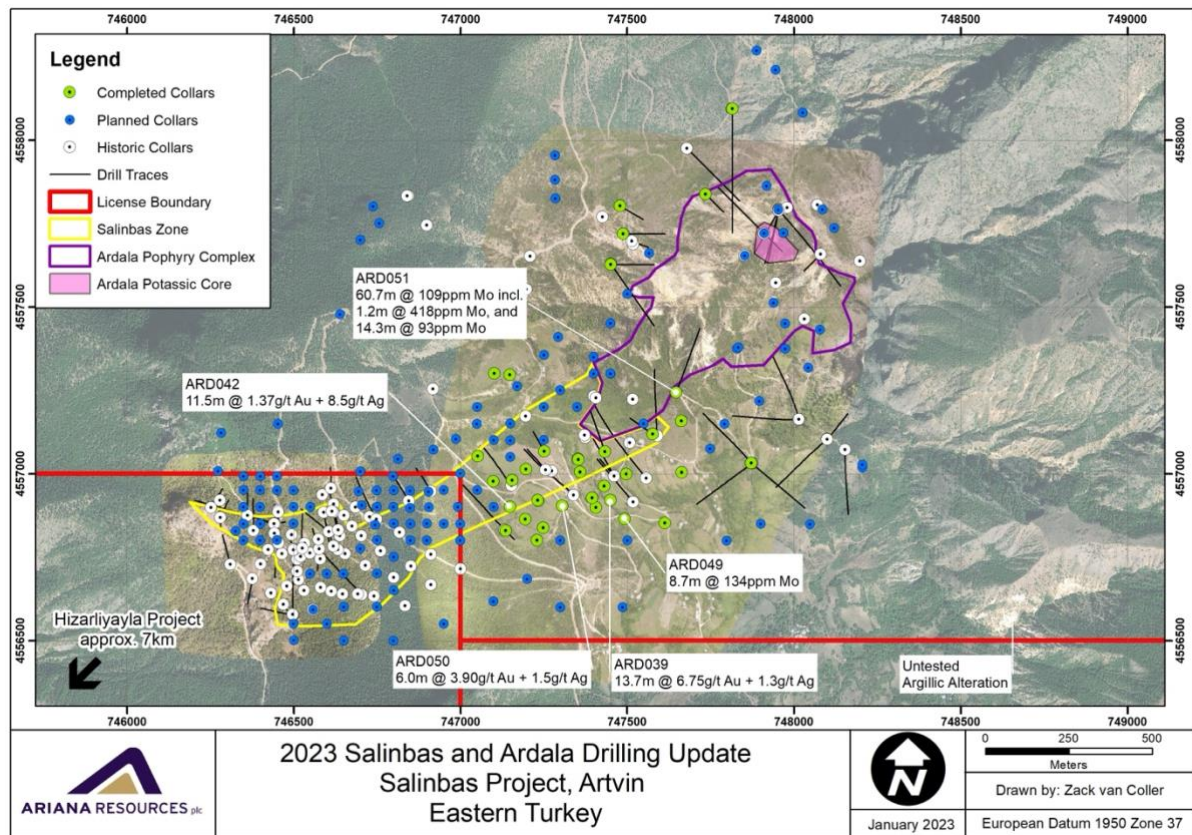 746000 746500 747000 747500 748000 748500 749000
Legend
Completed Collars
Planned Collars
Historic Collars
Drill Traces
License Boundary
Salinbas Zone
Ardala Pophyry Complex
Ardala Potassic Core
4558000
4557500
4557000
4556500
4558000
4557500
4557000
4556500
ARD051
60.7m @ 109ppm Mo incl.
1.2m @ 418ppm Mo, and
14.3m @ 93ppm Mo
ARD042
11.5m @ 1.37g/t Au + 8.5g/t Ag
ARD049
8.7m @ 134ppm Mo
Hizarliyayla Project
approx. 7km
ARD050
6.0m @ 3.90g/t Au + 1.5g/t Ag
ARD039
13.7m @ 6.75g/t Au + 1.3g/t Ag
Untested
Argillic Alteration
746000 746500 747000 747500 748000 748500 749000
ARIANA RESOURCES plc
2023 Salinbas and Ardala Drilling Update
Salinbas Project, Artvin
Eastern Turkey
N
January 2023
0 250 500
Meters
Drawn by: Zack van Coller
European Datum 1950 Zone 37